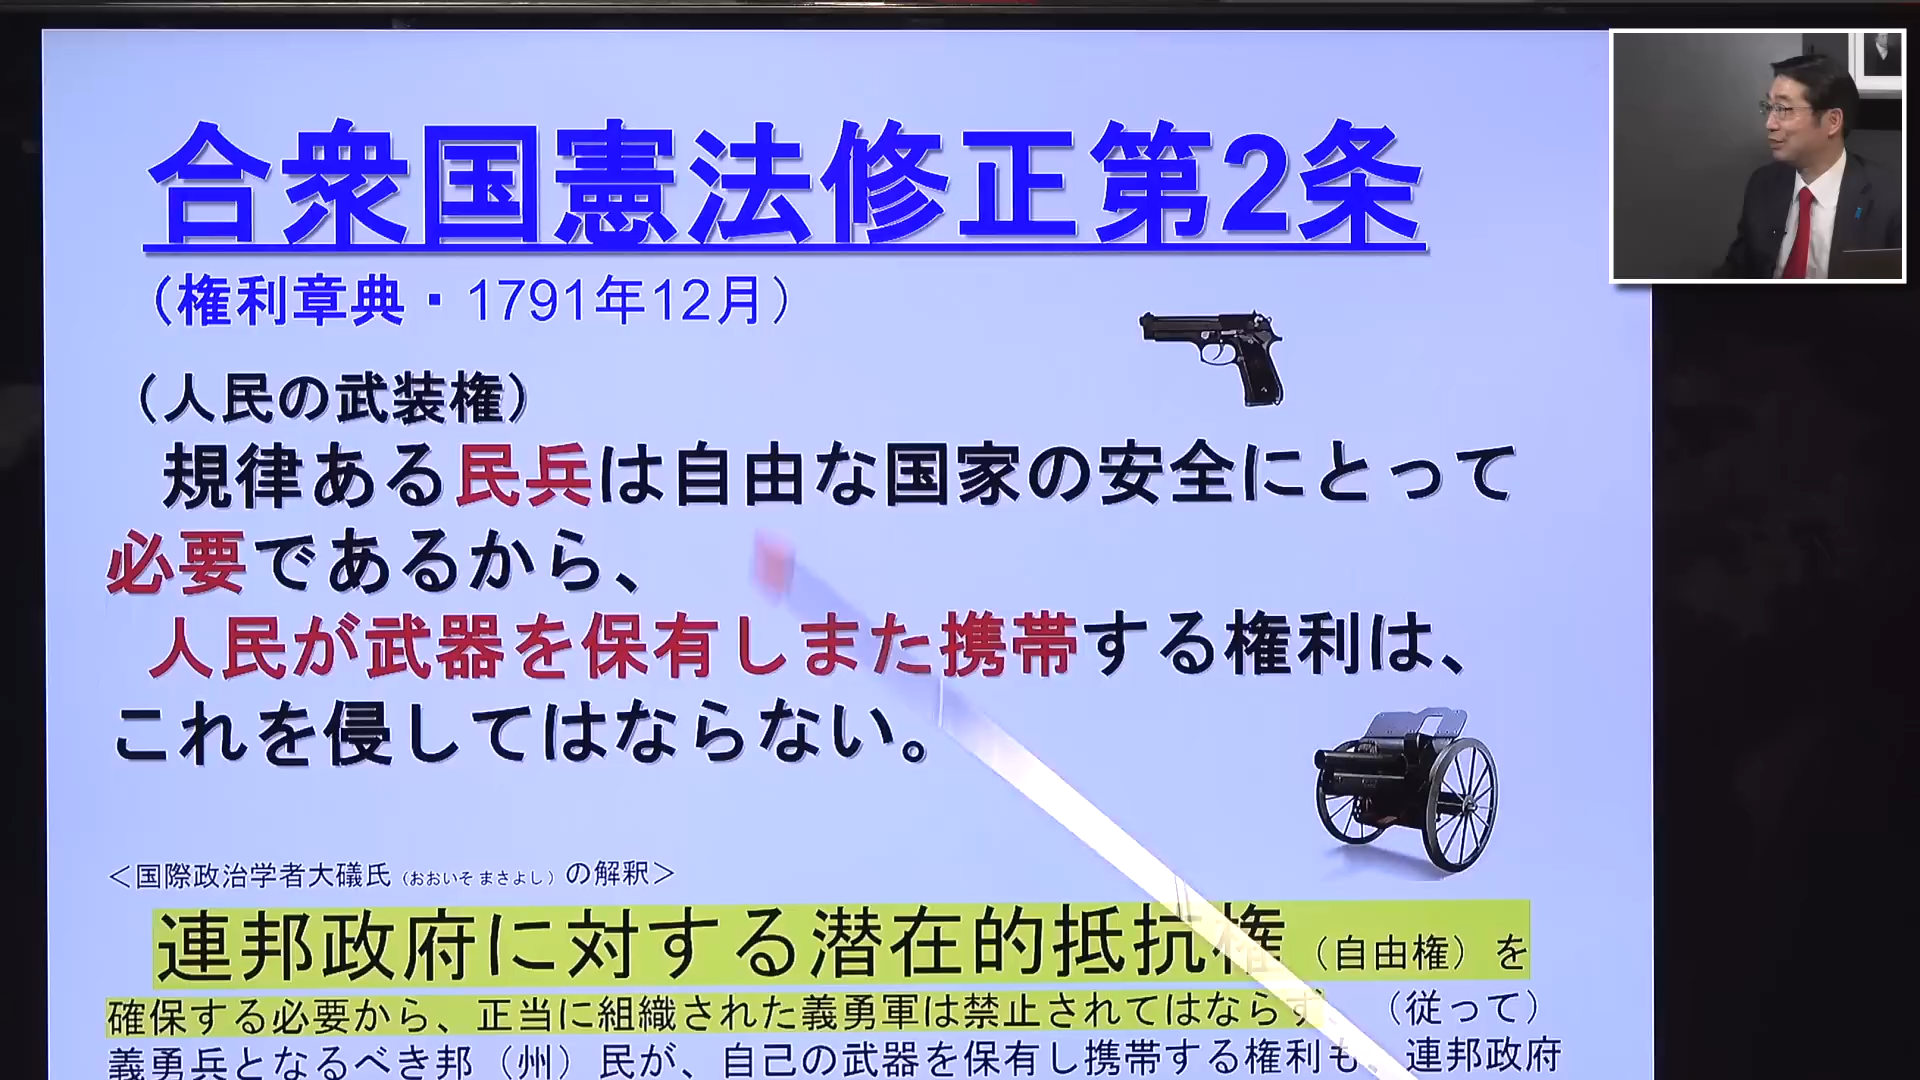 合衆国憲法修正第2条
（権利章典・1791年12月）
（人民の武装権）
規律ある民兵は自由な国家の安全にとって
必要であるから、
人民が武器を保有しまた携帯する権利は、
これを侵してはならない。
＜国際政治学者大礒氏（おおいそ まさよし）の解釈＞
連邦政府に対する潜在的抵抗権（自由権）を
確保する必要から、正当に組織された義勇軍は禁止されてはならず、（従って）
義勇兵となるべき邦（州）民が、自己の武器を保有し携帯する権利も、連邦政府